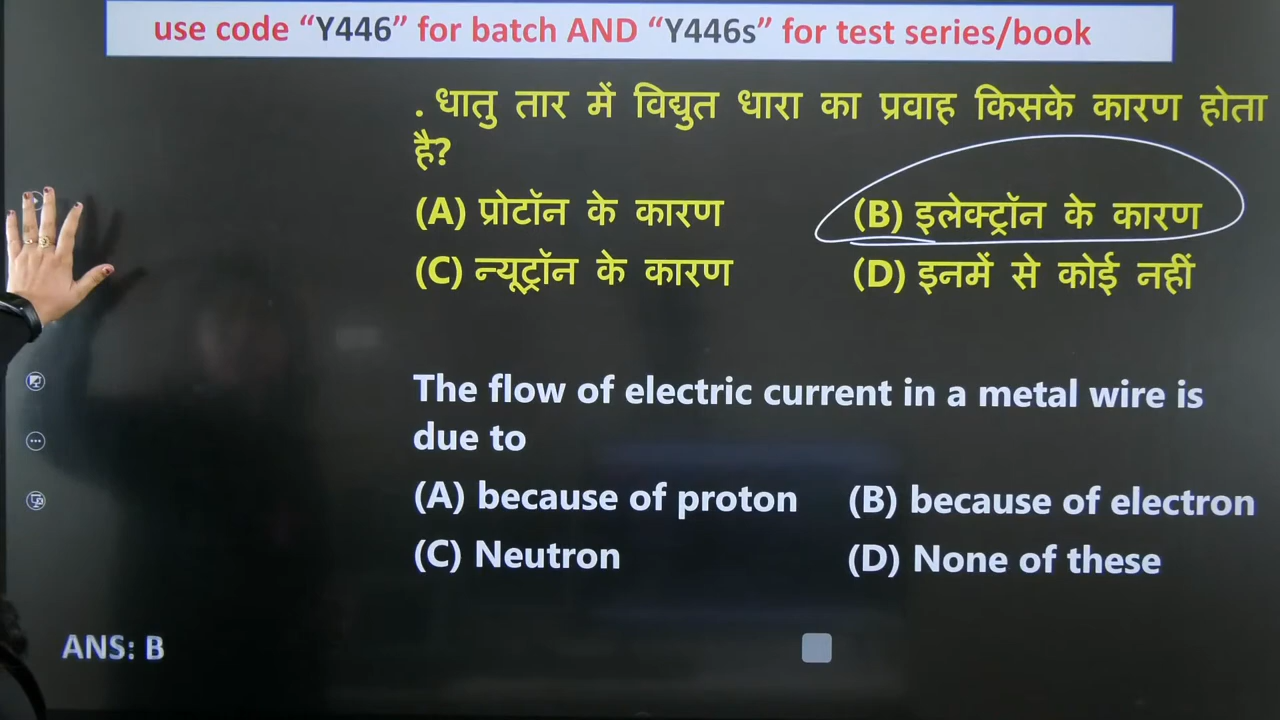 use code “Y446” for batch AND “Y446s” for test series/book
. धातु तार में विद्युत धारा का प्रवाह किसके कारण होता
है?
(A) प्रोटॉन के कारण (B) इलेक्ट्रॉन के कारण
(C) न्यूट्रॉन के कारण (D) इनमें से कोई नहीं
The flow of electric current in a metal wire is
due to
(A) because of proton (B) because of electron
(C) Neutron (D) None of these
ANS: B